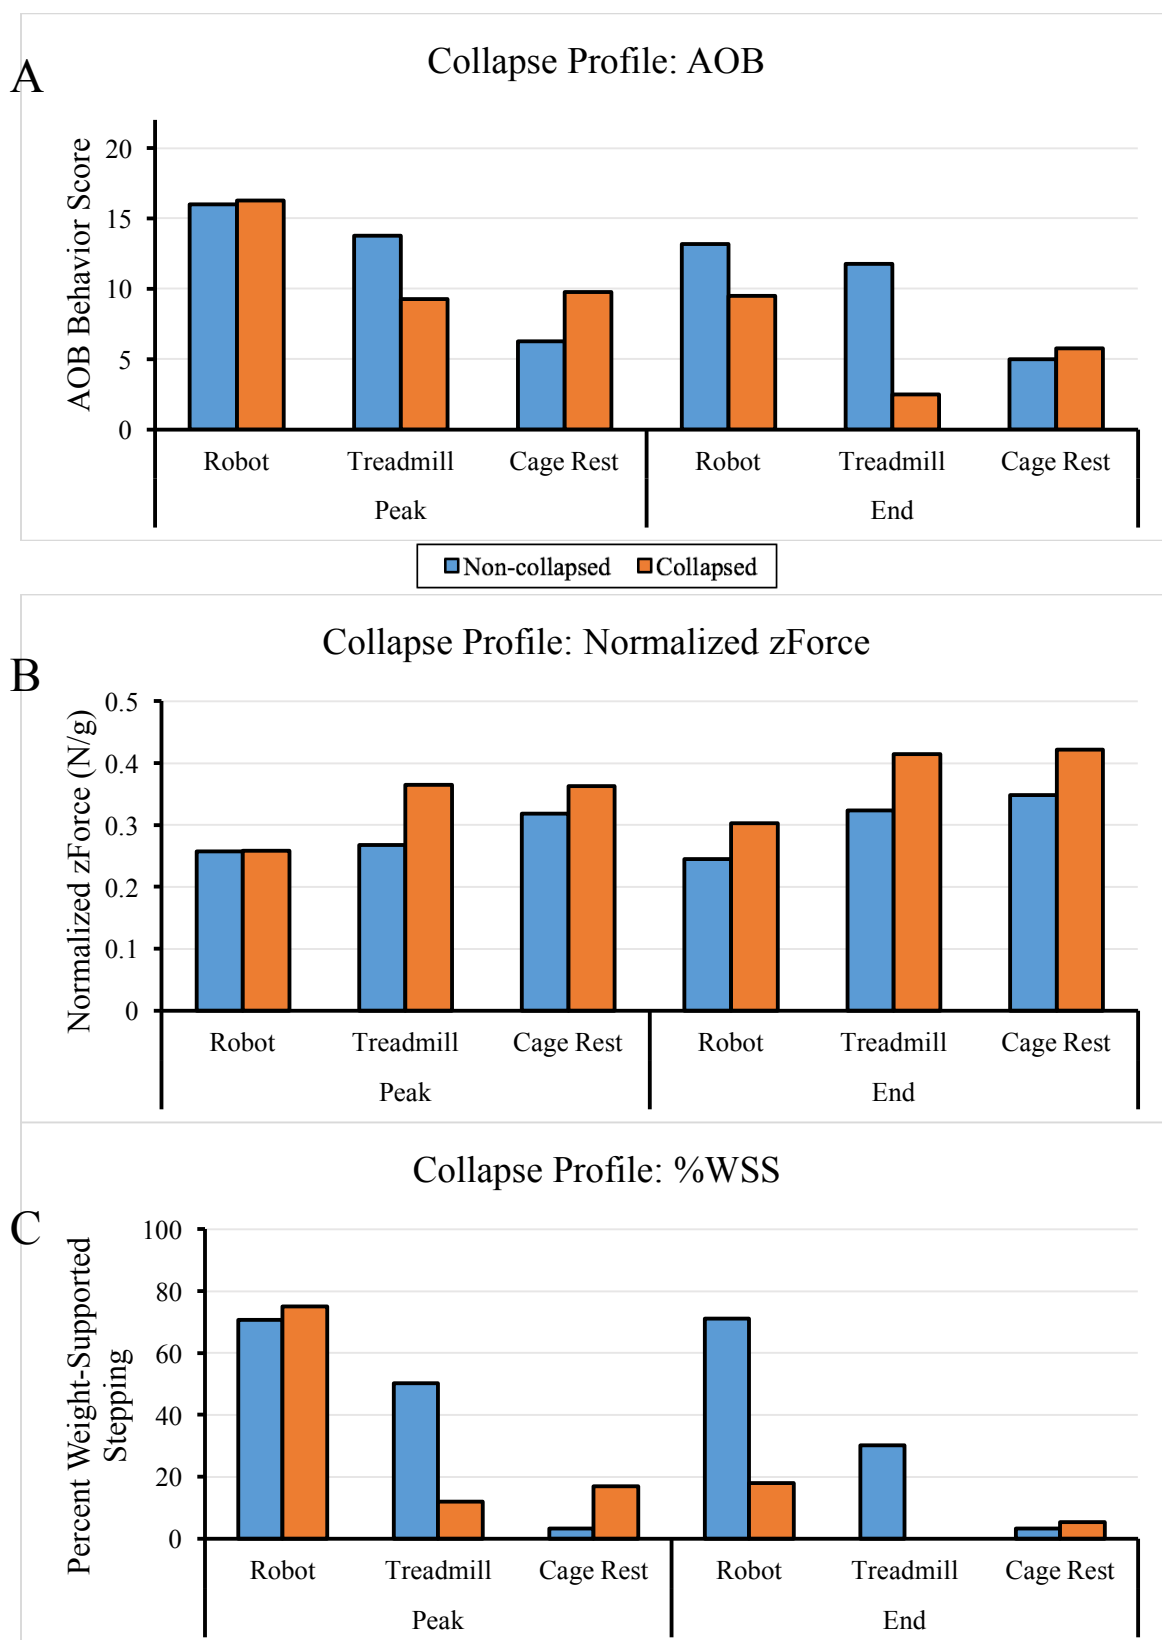 A
Collapse Profile: AOB
AOB Behavior Score
20
15
10
5
0
Robot Treadmill Cage Rest Robot Treadmill Cage Rest
Peak End
Non-collapsed Collapsed
B
Collapse Profile: Normalized zForce
Normalized zForce (N/g)
0.5
0.4
0.3
0.2
0.1
0
Robot Treadmill Cage Rest Robot Treadmill Cage Rest
Peak End
C
Collapse Profile: %WSS
Percent Weight-Supported
Stepping
100
80
60
40
20
0
Robot Treadmill Cage Rest Robot Treadmill Cage Rest
Peak End